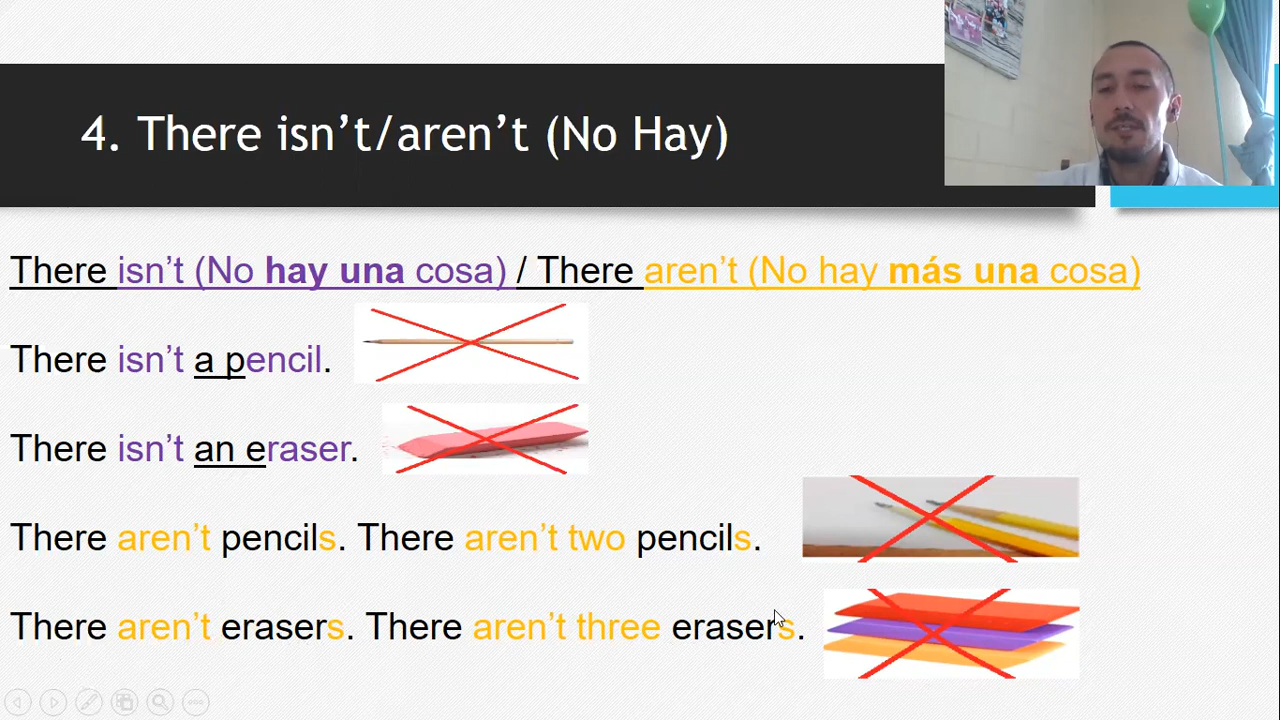 4. There isn’t/aren’t (No Hay)
There isn’t (No hay una cosa) / There aren’t (No hay más una cosa)
There isn’t a pencil.
There isn’t an eraser.
There aren’t pencils. There aren’t two pencils.
There aren’t erasers. There aren’t three erasers.